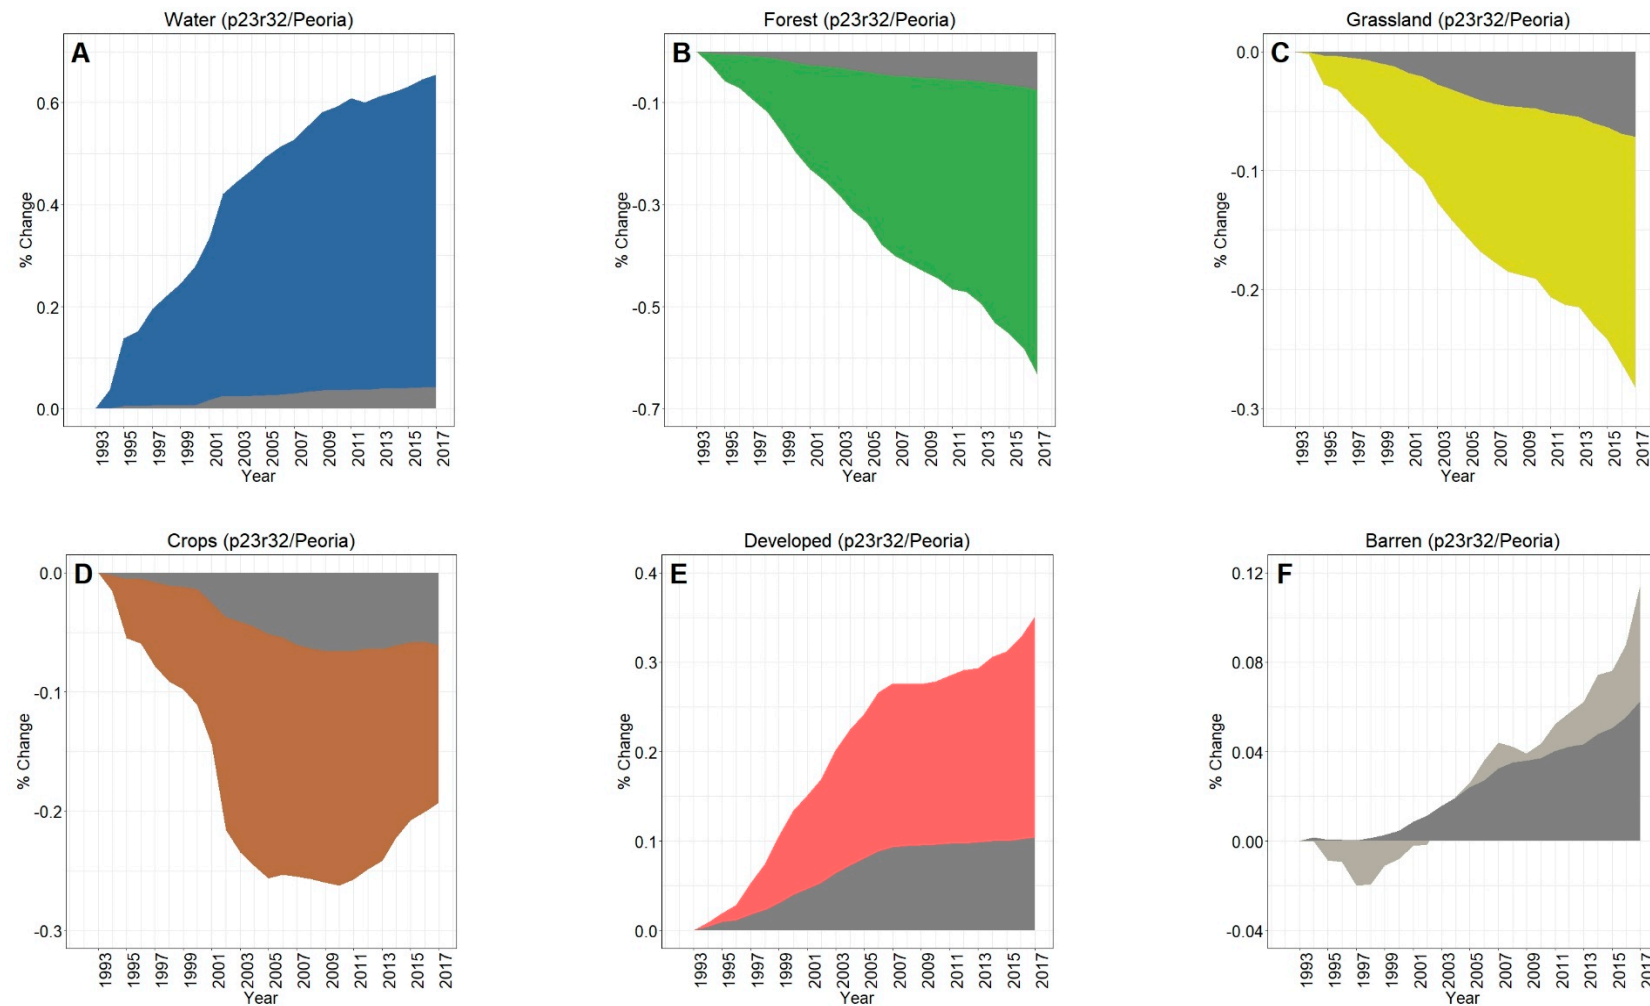 Water (p23r32/Peoria)
A
% Change
0.6
0.4
0.2
0.0
1993 1995 1997 1999 2001 2003 2005 2007 2009 2011 2013 2015 2017
Year
Forest (p23r32/Peoria)
B
% Change
-0.1
-0.3
-0.5
-0.7
1993 1995 1997 1999 2001 2003 2005 2007 2009 2011 2013 2015 2017
Year
Grassland (p23r32/Peoria)
C
% Change
0.0
-0.1
-0.2
-0.3
1993 1995 1997 1999 2001 2003 2005 2007 2009 2011 2013 2015 2017
Year
Crops (p23r32/Peoria)
D
% Change
0.0
-0.1
-0.2
-0.3
1993 1995 1997 1999 2001 2003 2005 2007 2009 2011 2013 2015 2017
Year
Developed (p23r32/Peoria)
E
% Change
0.4
0.3
0.2
0.1
0.0
1993 1995 1997 1999 2001 2003 2005 2007 2009 2011 2013 2015 2017
Year
Barren (p23r32/Peoria)
F
% Change
0.12
0.08
0.04
0.00
-0.04
1993 1995 1997 1999 2001 2003 2005 2007 2009 2011 2013 2015 2017
Year